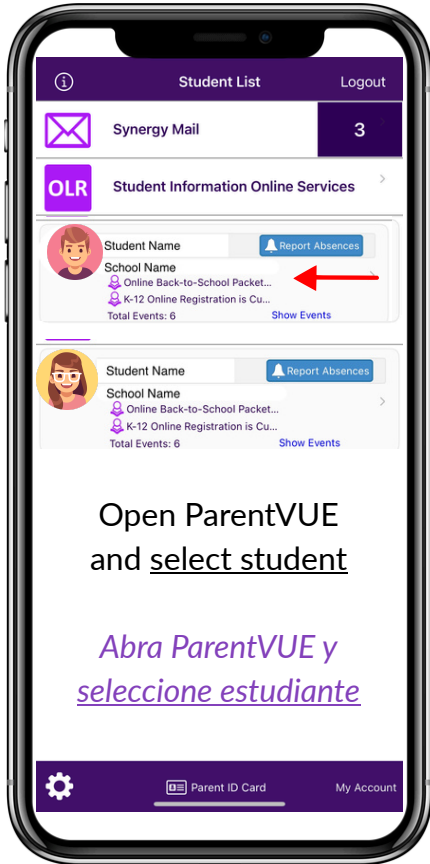 Student List
Logout
Synergy Mail
3
OLR
Student Information Online Services
Student Name
Report Absences
School Name
Online Back-to-School Packet...
K-12 Online Registration is Cu...
Total Events: 6
Show Events
Student Name
Report Absences
School Name
Online Back-to-School Packet...
K-12 Online Registration is Cu...
Total Events: 6
Show Events
Open ParentVUE
and select student
Abra ParentVUE y
seleccione estudiante
Parent ID Card
My Account